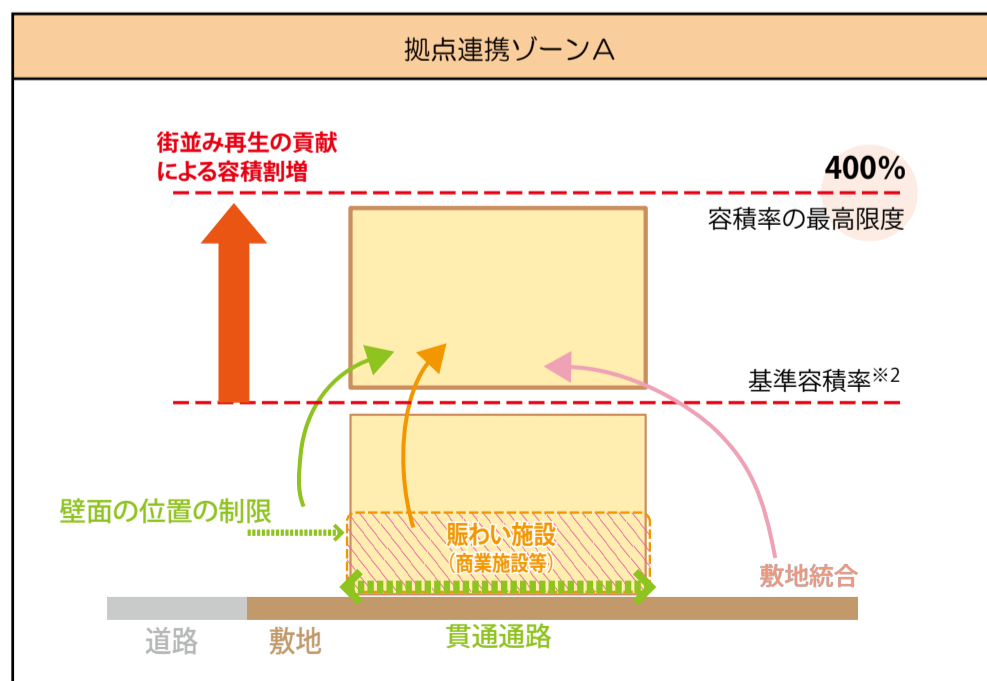 拠点連携ゾーンA
街並み再生の貢献
による容積割増
400%
容積率の最高限度
基準容積率※2
壁面の位置の制限
賑わい施設
(商業施設等)
敷地統合
道路
敷地
貫通通路